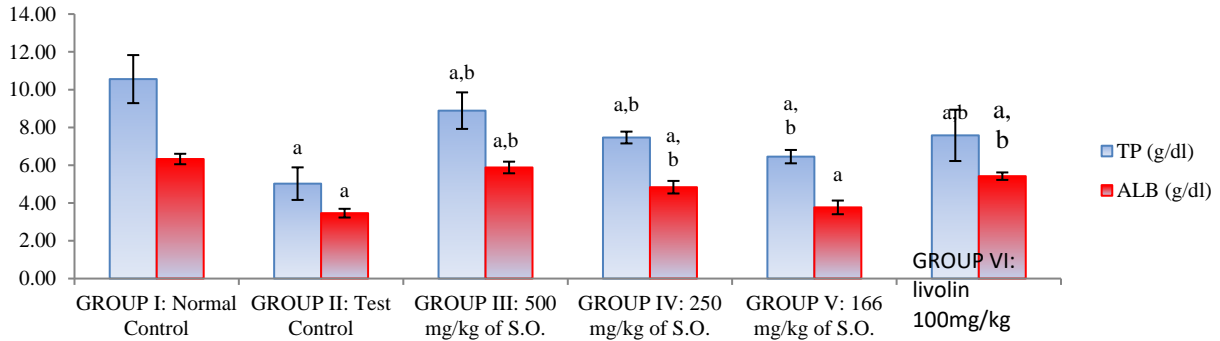 14.00
12.00
10.00
8.00
6.00
4.00
2.00
0.00
a
a
a,b
a,b
a,b
a,
b
a,
b
a
a,b
a,
b
TP (g/dl)
ALB (g/dl)
GROUP I: Normal
Control
GROUP II: Test
Control
GROUP III: 500
mg/kg of S.O.
GROUP IV: 250
mg/kg of S.O.
GROUP V: 166
mg/kg of S.O.
GROUP VI:
livolin
100mg/kg